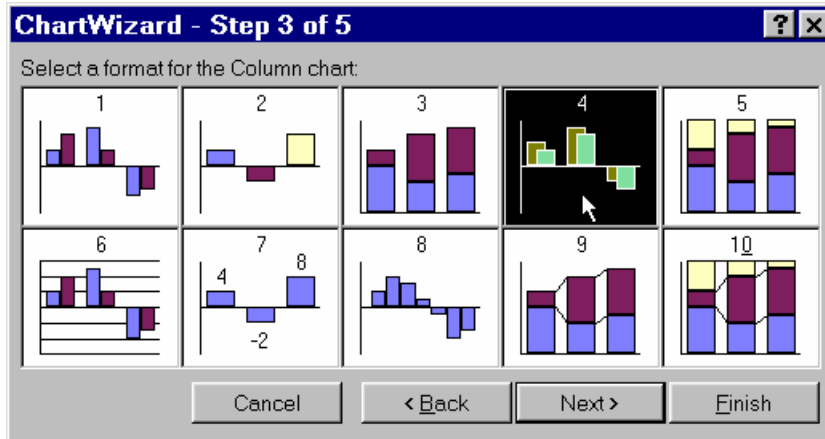 ChartWizard - Step 3 of 5
Select a format for the Column chart:
1 2 3 4 5
6 7 8 9 10
4 8
-2
Cancel < Back Next > Finish